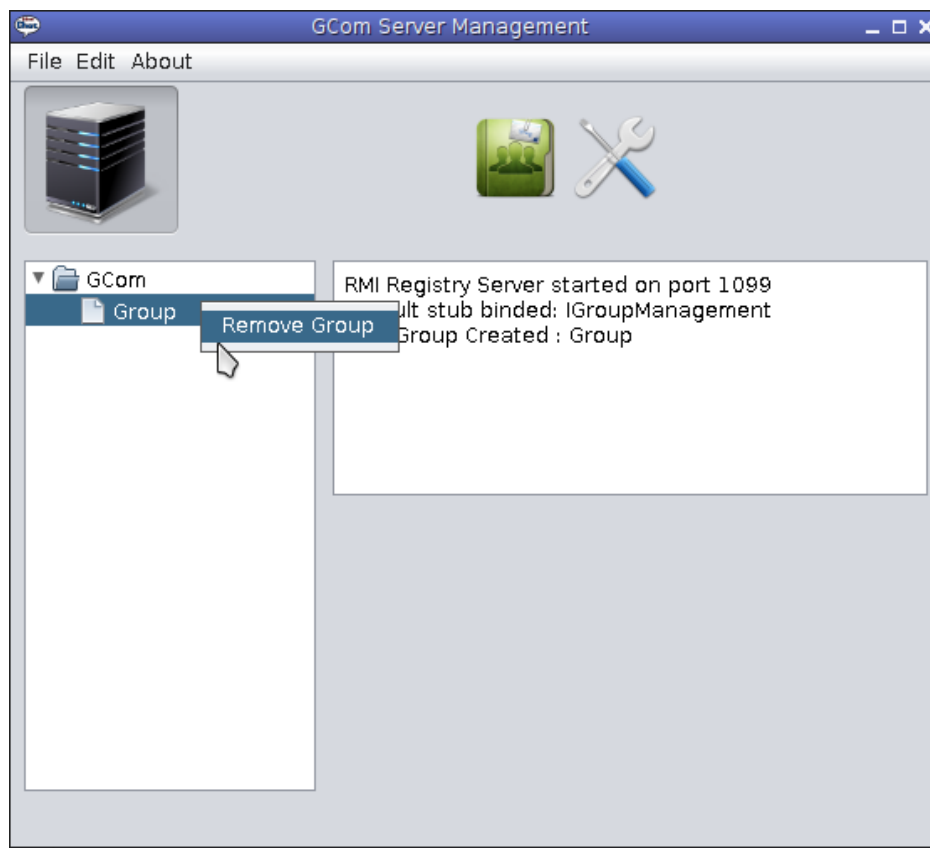 GCom Server Management
File Edit About
GCom
Group
Remove Group
RMI Registry Server started on port 1099
stub binded: IGroupManagement
Group Created : Group